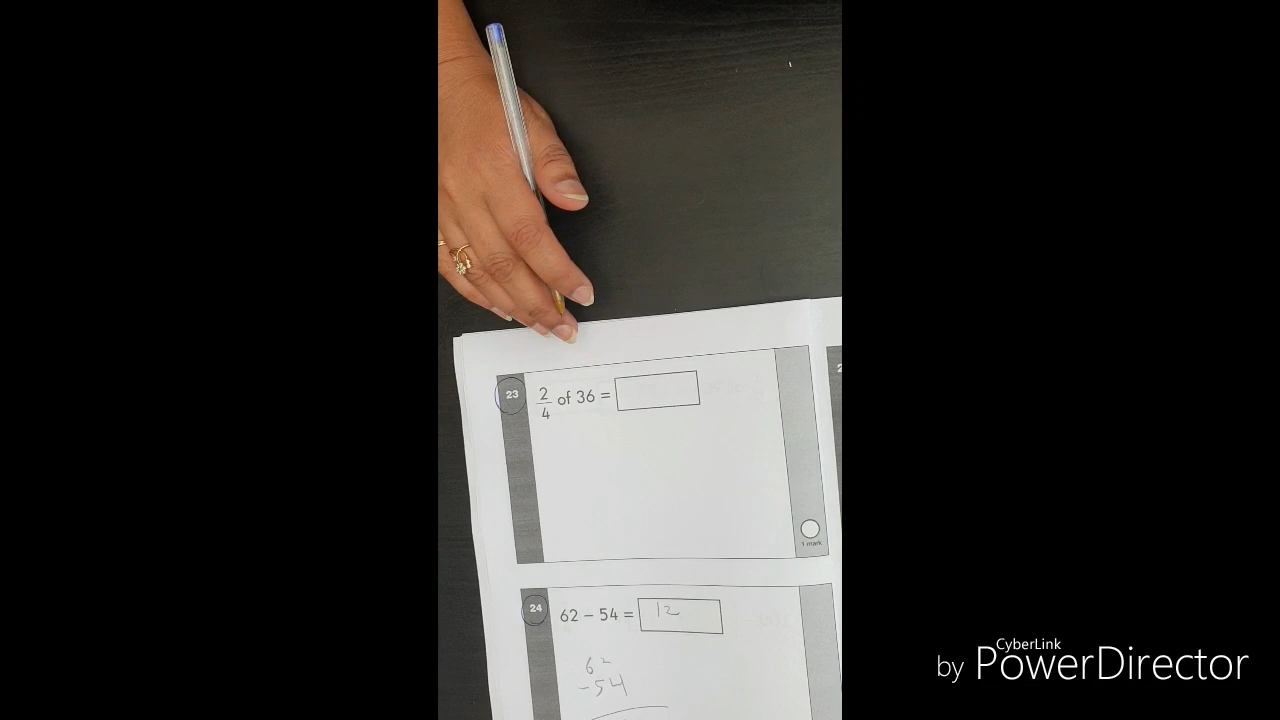 23
2/4 of 36 =
1 mark
24
62 – 54 = 12
62
-54
CyberLink
by PowerDirector